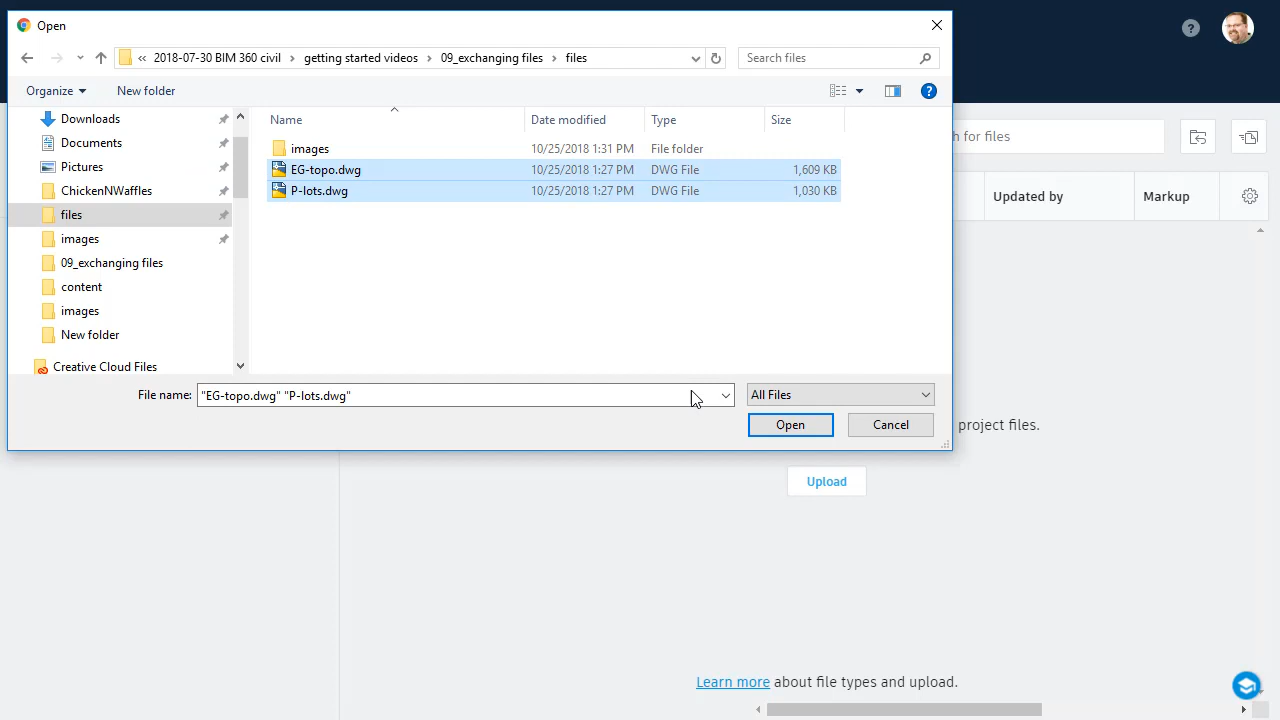 Open
« 2018-07-30 BIM 360 civil › getting started videos › 09_exchanging files › files
Search files
Organize
New folder
Downloads
Documents
Pictures
ChickenNWaffles
files
images
09_exchanging files
content
images
New folder
Creative Cloud Files
Name Date modified Type Size
images 10/25/2018 1:31 PM File folder
EG-topo.dwg 10/25/2018 1:27 PM DWG File 1,609 KB
P-lots.dwg 10/25/2018 1:27 PM DWG File 1,030 KB
File name: "EG-topo.dwg" "P-lots.dwg"
All Files
Open
Cancel
h for files
Updated by
Markup
project files.
Upload
Learn more about file types and upload.